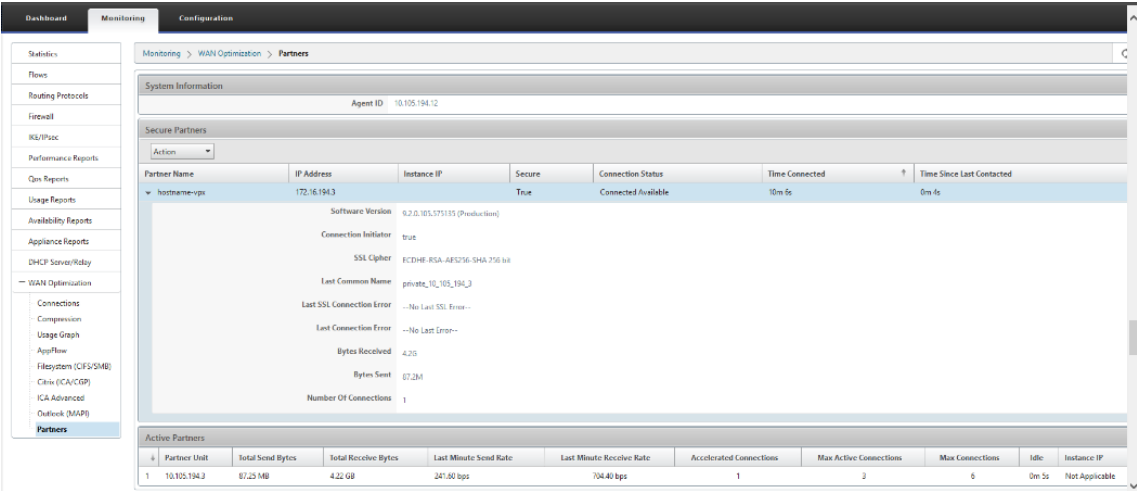 Dashboard Monitoring Configuration
Monitoring > WAN Optimization > Partners
Statistics
Flows
Routing Protocols
Firewall
IKE/IPsec
Performance Reports
Qos Reports
Usage Reports
Availability Reports
Appliance Reports
DHCP Server/Relay
WAN Optimization
Connections
Compression
Usage Graph
AppFlow
Filesystem (CIFS/SMB)
Citrix (ICA/CGP)
ICA Advanced
Outlook (MAPI)
Partners
System Information
Agent ID 10.105.194.12
Secure Partners
Action
Partner Name IP Address Instance IP Secure Connection Status Time Connected Time Since Last Contacted
hostname-vpx 172.16.194.3 True Connected Available 10m 6s 0m 4s
Software Version 9.2.0.105.575135 (Production)
Connection Initiator true
SSL Cipher ECDHE-RSA-AES256-SHA 256 bit
Last Common Name private_10_105_194_3
Last SSL Connection Error --No Last SSL Error--
Last Connection Error --No Last Error--
Bytes Received 4.2G
Bytes Sent 87.2M
Number Of Connections 1
Active Partners
Partner Unit Total Send Bytes Total Receive Bytes Last Minute Send Rate Last Minute Receive Rate Accelerated Connections Max Active Connections Max Connections Idle Instance IP
1 10.105.194.3 87.25 MB 4.22 GB 241.60 bps 704.40 bps 1 3 6 0m 5s Not Applicable